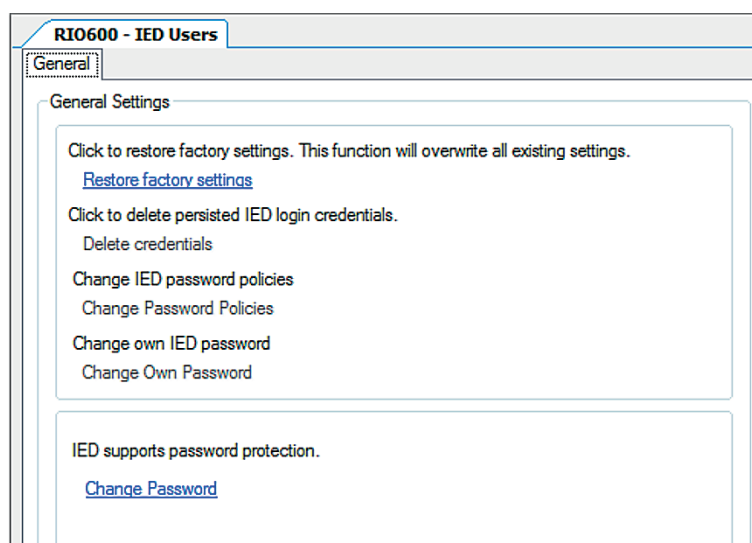 RIO600 - IED Users
General
General Settings
Click to restore factory settings. This function will overwrite all existing settings.
Restore factory settings
Click to delete persisted IED login credentials.
Delete credentials
Change IED password policies
Change Password Policies
Change own IED password
Change Own Password
IED supports password protection.
Change Password